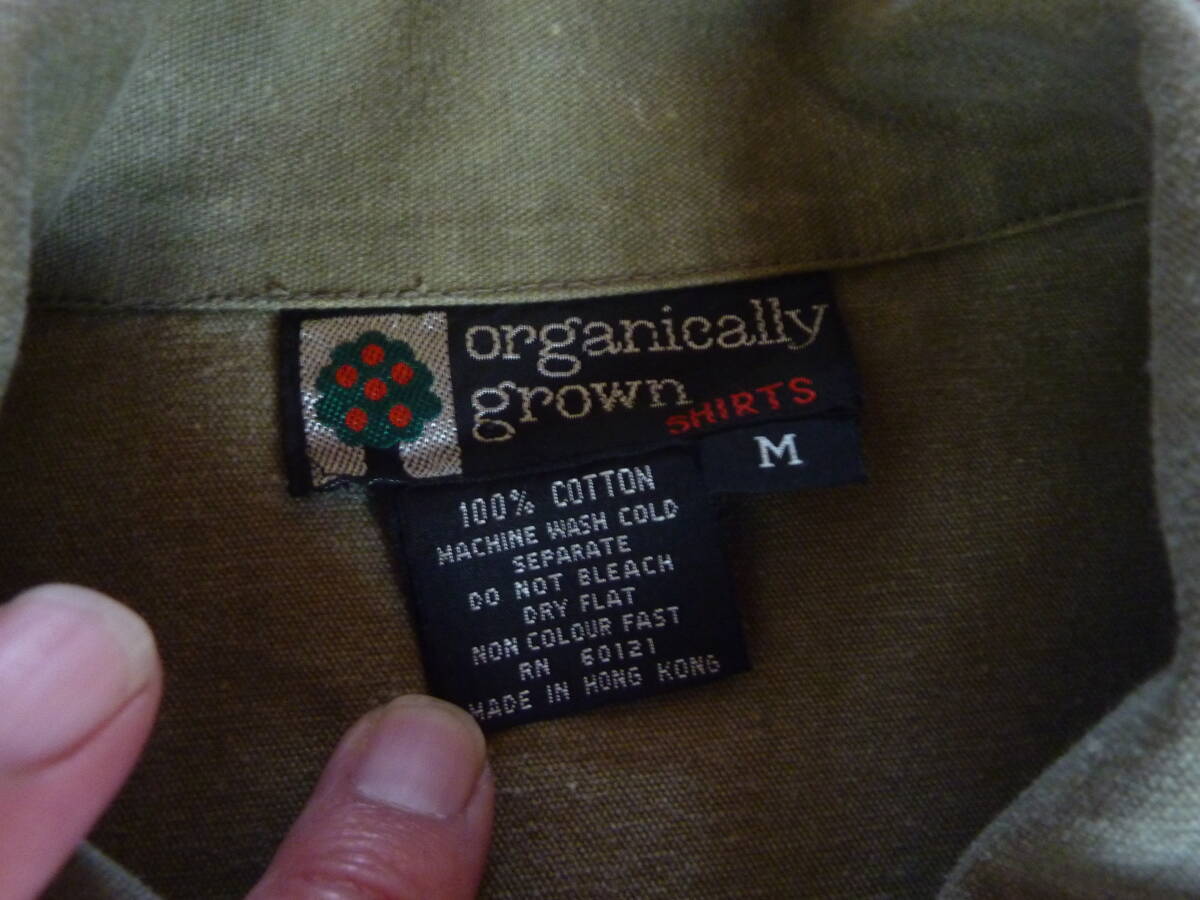 organically
grown
SHIRTS
M
100% COTTON
MACHINE WASH COLD
SEPARATE
DO NOT BLEACH
DRY FLAT
NON COLOUR FAST
RN 60121
MADE IN HONG KONG